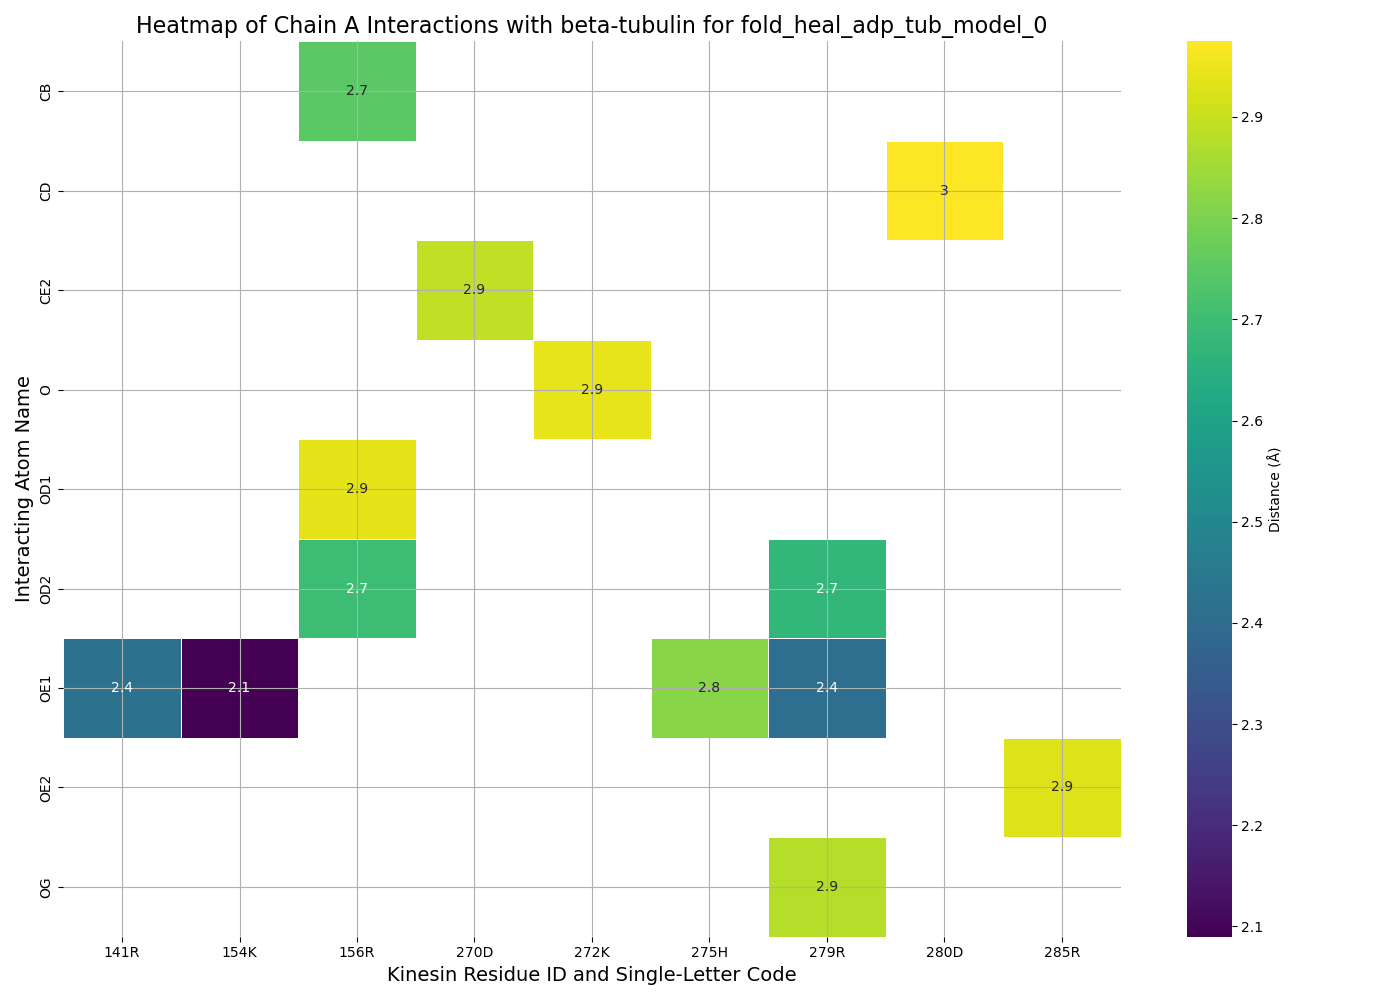 Heatmap of Chain A Interactions with beta-tubulin for fold_heal_adp_tub_model_0
Interacting Atom Name
CB
CD
CE2
O
OD1
OD2
OE1
OE2
OG
2.7
3
2.9
2.9
2.9
2.7
2.7
2.4
2.1
2.8
2.4
2.9
2.9
141R
154K
156R
270D
272K
275H
279R
280D
285R
Kinesin Residue ID and Single-Letter Code
2.9
2.8
2.7
2.6
2.5
2.4
2.3
2.2
2.1
Distance (Å)